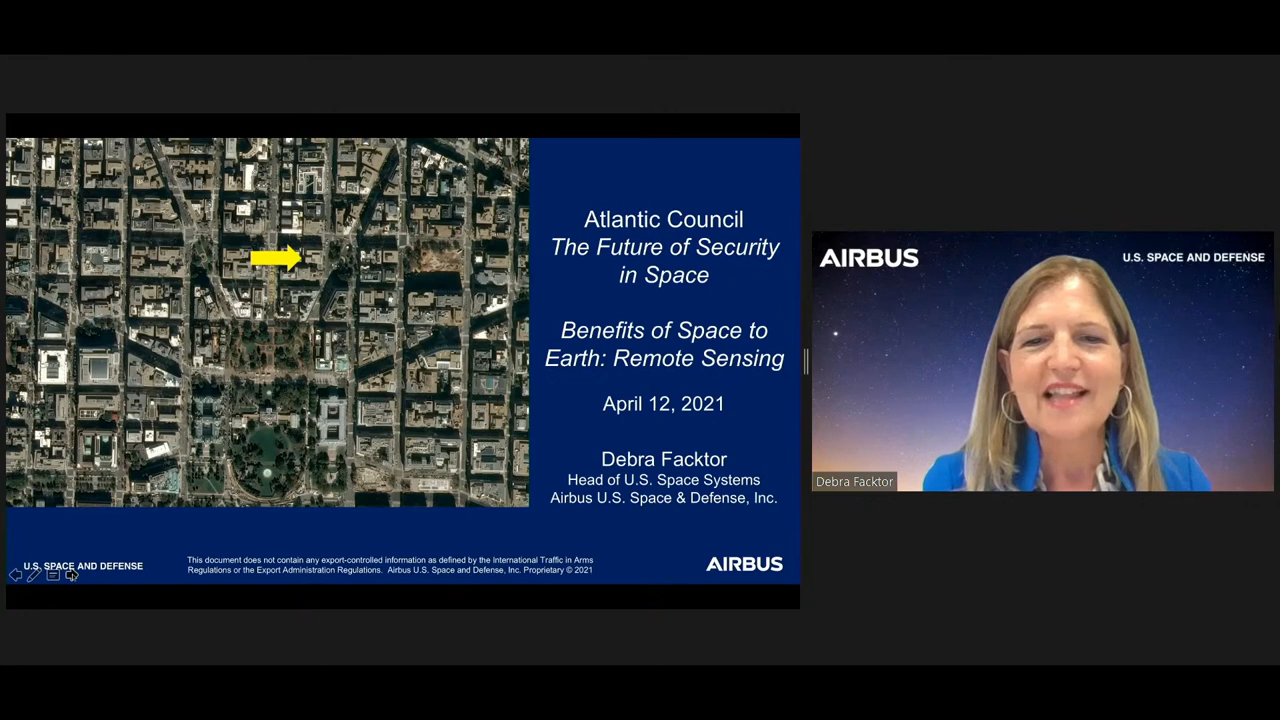 Atlantic Council
The Future of Security
in Space
Benefits of Space to
Earth: Remote Sensing
April 12, 2021
Debra Facktor
Head of U.S. Space Systems
Airbus U.S. Space & Defense, Inc.
U.S. SPACE AND DEFENSE
This document does not contain any export-controlled information as defined by the International Traffic in Arms
Regulations or the Export Administration Regulations. Airbus U.S. Space and Defense, Inc. Proprietary © 2021
AIRBUS
AIRBUS
U.S. SPACE AND DEFENSE
Debra Facktor